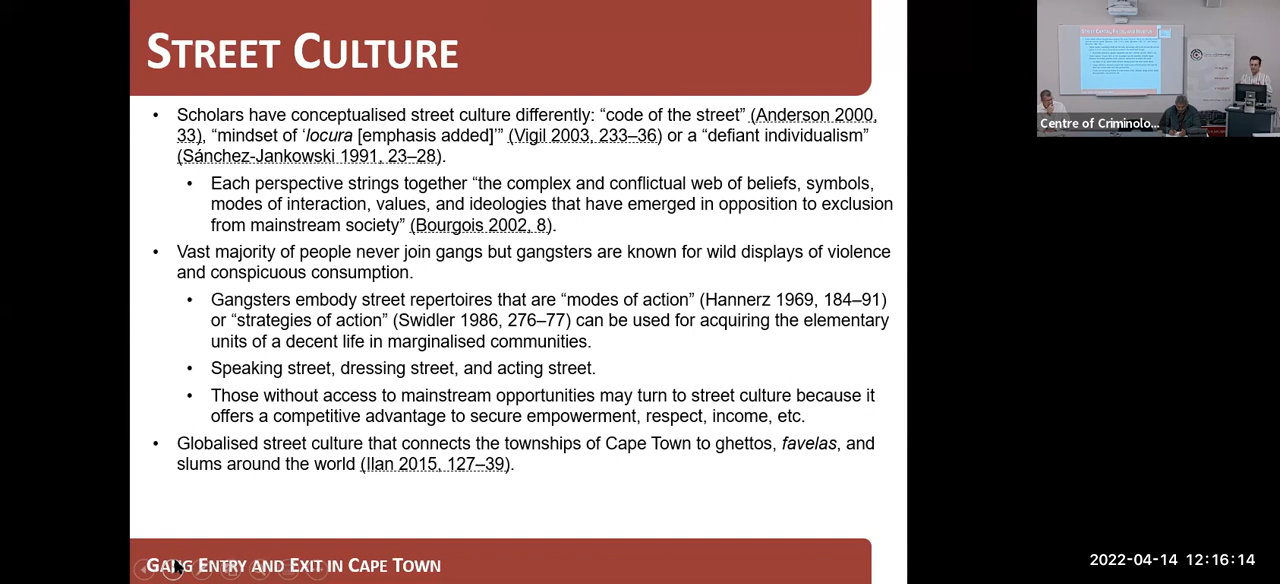 STREET CULTURE
• Scholars have conceptualised street culture differently: “code of the street” (Anderson 2000,
33), “mindset of ‘locura [emphasis added]’” (Vigil 2003, 233–36) or a “defiant individualism”
(Sánchez-Jankowski 1991, 23–28).
• Each perspective strings together “the complex and conflictual web of beliefs, symbols,
modes of interaction, values, and ideologies that have emerged in opposition to exclusion
from mainstream society” (Bourgois 2002, 8).
• Vast majority of people never join gangs but gangsters are known for wild displays of violence
and conspicuous consumption.
• Gangsters embody street repertoires that are “modes of action” (Hannerz 1969, 184–91)
or “strategies of action” (Swidler 1986, 276–77) can be used for acquiring the elementary
units of a decent life in marginalised communities.
• Speaking street, dressing street, and acting street.
• Those without access to mainstream opportunities may turn to street culture because it
offers a competitive advantage to secure empowerment, respect, income, etc.
• Globalised street culture that connects the townships of Cape Town to ghettos, favelas, and
slums around the world (Ilan 2015, 127–39).
GANG ENTRY AND EXIT IN CAPE TOWN
Centre of Criminolo...
2022-04-14 12:16:14